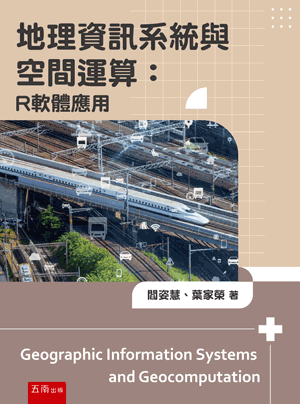 地理資訊系統與
空間運算：
R軟體應用
閻姿慧、葉家榮 著
Geographic Information Systems
and Geocomputation
五南出版